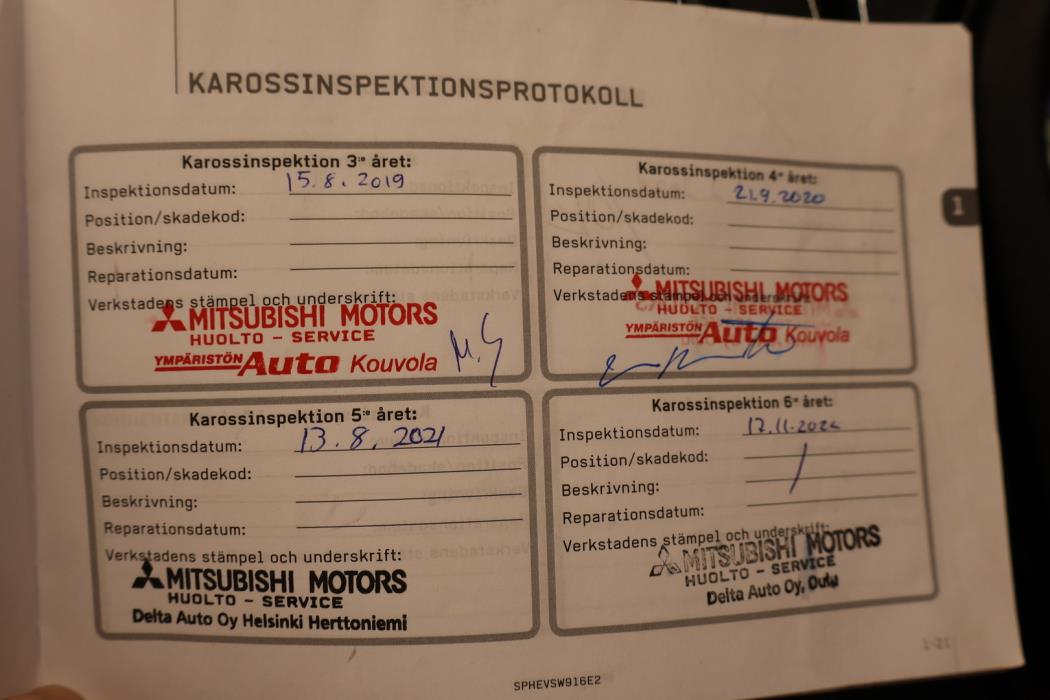 KAROSSINSPEKTIONSPROTOKOLL
Karossinspektion 3:e året:
Inspektionsdatum: 15.8.2019
Position/skadekod:
Beskrivning:
Reparationsdatum:
Verkstadens stämpel och underskrift:
MITSUBISHI MOTORS
HUOLTO - SERVICE
YMPÄRISTÖN Auto Kouvola
M.S
Karossinspektion 4:e året:
Inspektionsdatum: 21.9.2020
Position/skadekod:
Beskrivning:
Reparationsdatum:
Verkstadens stämpel och underskrift:
MITSUBISHI MOTORS
HUOLTO - SERVICE
YMPÄRISTÖN Auto Kouvola
1
Karossinspektion 5:e året:
Inspektionsdatum: 13.8.2021
Position/skadekod:
Beskrivning:
Reparationsdatum:
Verkstadens stämpel och underskrift:
MITSUBISHI MOTORS
HUOLTO - SERVICE
Delta Auto Oy Helsinki Herttoniemi
Karossinspektion 6:e året:
Inspektionsdatum:
Position/skadekod:
Beskrivning:
Reparationsdatum:
Verkstadens stämpel och underskrift:
MITSUBISHI MOTORS
HUOLTO - SERVICE
Delta Auto Oy, Oulu
1-21
SPHEVSW916E2